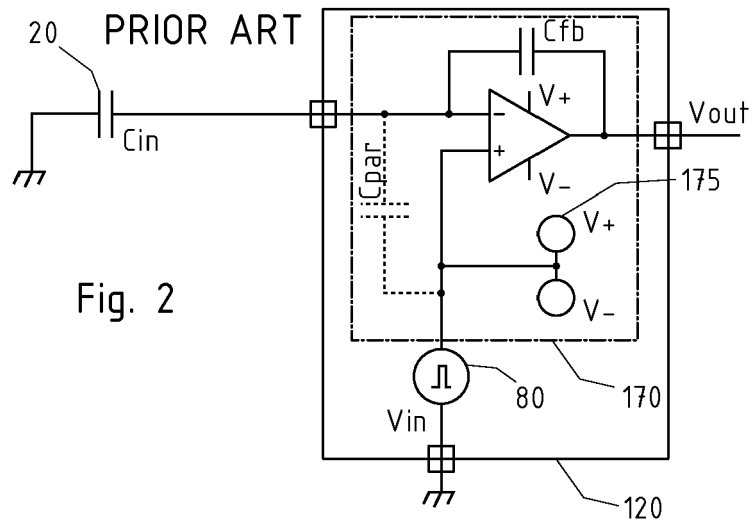 20
PRIOR ART
Cfb
V+
Vout
−
+
Cin
Cpar
V-
175
V+
Fig. 2
V-
80
170
Vin
120